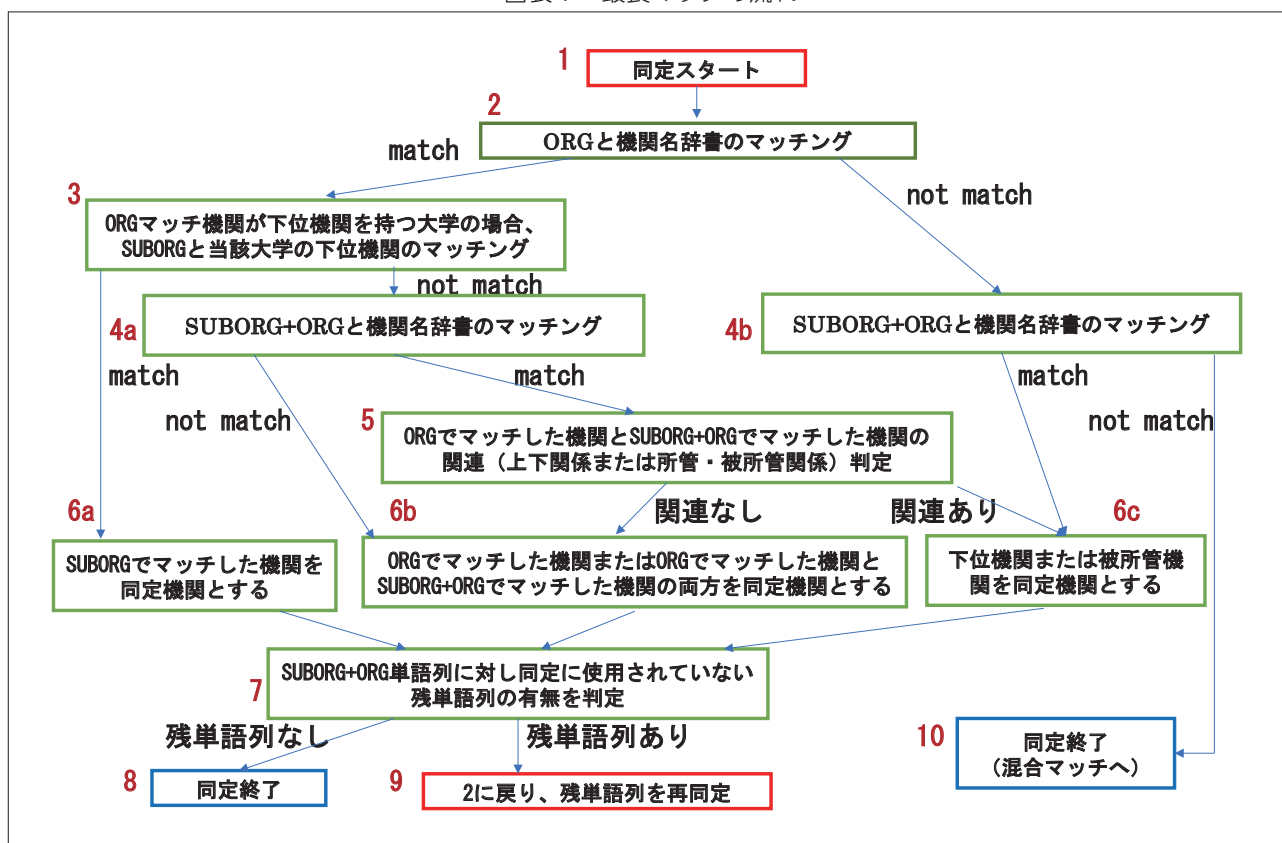 1
同定スタート
2
ORGと機関名辞書のマッチング
match
not match
3
ORGマッチ機関が下位機関を持つ大学の場合、
SUBORGと当該大学の下位機関のマッチング
not match
4a
SUBORG+ORGと機関名辞書のマッチング
4b
SUBORG+ORGと機関名辞書のマッチング
match
match
match
not match
not match
5
ORGでマッチした機関とSUBORG+ORGでマッチした機関の
関連（上下関係または所管・被所管関係）判定
6a
6b
関連なし
関連あり
6c
SUBORGでマッチした機関を
同定機関とする
ORGでマッチした機関またはORGでマッチした機関と
SUBORG+ORGでマッチした機関の両方を同定機関とする
下位機関または被所管機
関を同定機関とする
7
SUBORG+ORG単語列に対し同定に使用されていない
残単語列の有無を判定
残単語列なし
残単語列あり
8
同定終了
9
2に戻り、残単語列を再同定
10
同定終了
（混合マッチへ）